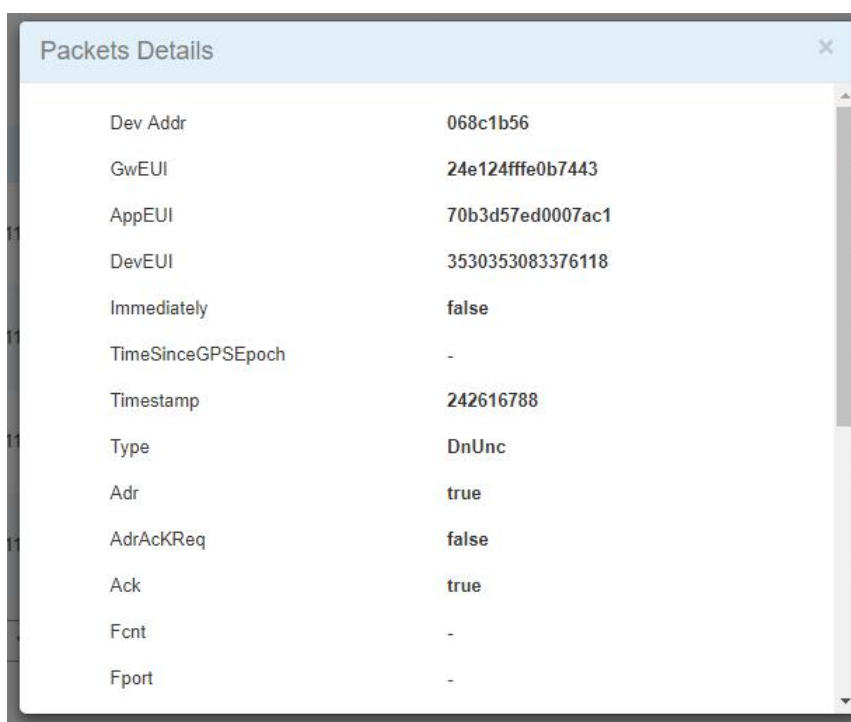 Packets Details ×
Dev Addr 068c1b56
GwEUI 24e124fffe0b7443
AppEUI 70b3d57ed0007ac1
DevEUI 3530353083376118
Immediately false
TimeSinceGPSEpoch -
Timestamp 242616788
Type DnUnc
Adr true
AdrAcKReq false
Ack true
Fcnt -
Fport -